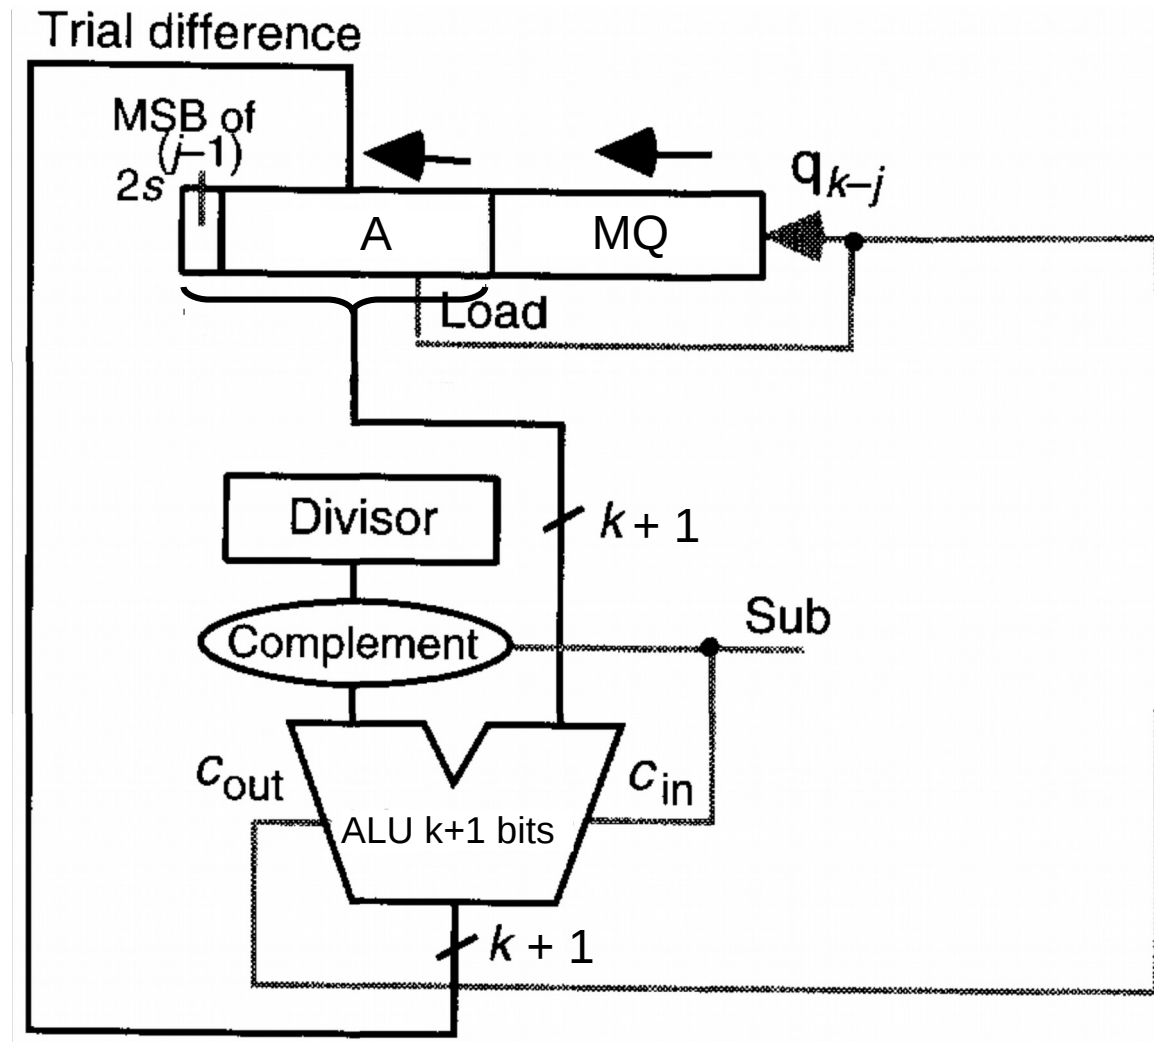 Trial difference
MSB of
2s(j–1)
qk–j
A
MQ
Load
Divisor
k + 1
Complement
Sub
cout
cin
ALU k+1 bits
k + 1